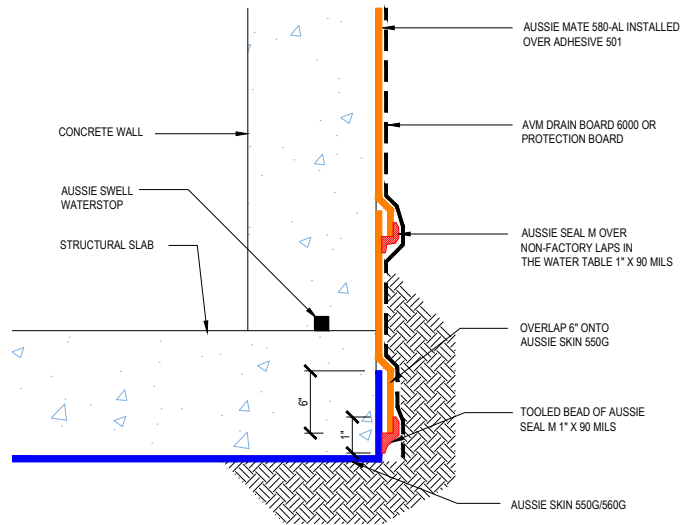 AUSSIE MATE 580-AL INSTALLED
OVER ADHESIVE 501
CONCRETE WALL
AVM DRAIN BOARD 6000 OR
PROTECTION BOARD
AUSSIE SWELL
WATERSTOP
STRUCTURAL SLAB
AUSSIE SEAL M OVER
NON-FACTORY LAPS IN
THE WATER TABLE 1" X 90 MILS
OVERLAP 6" ONTO
AUSSIE SKIN 550G
6"
1"
TOOLED BEAD OF AUSSIE
SEAL M 1" X 90 MILS
AUSSIE SKIN 550G/560G